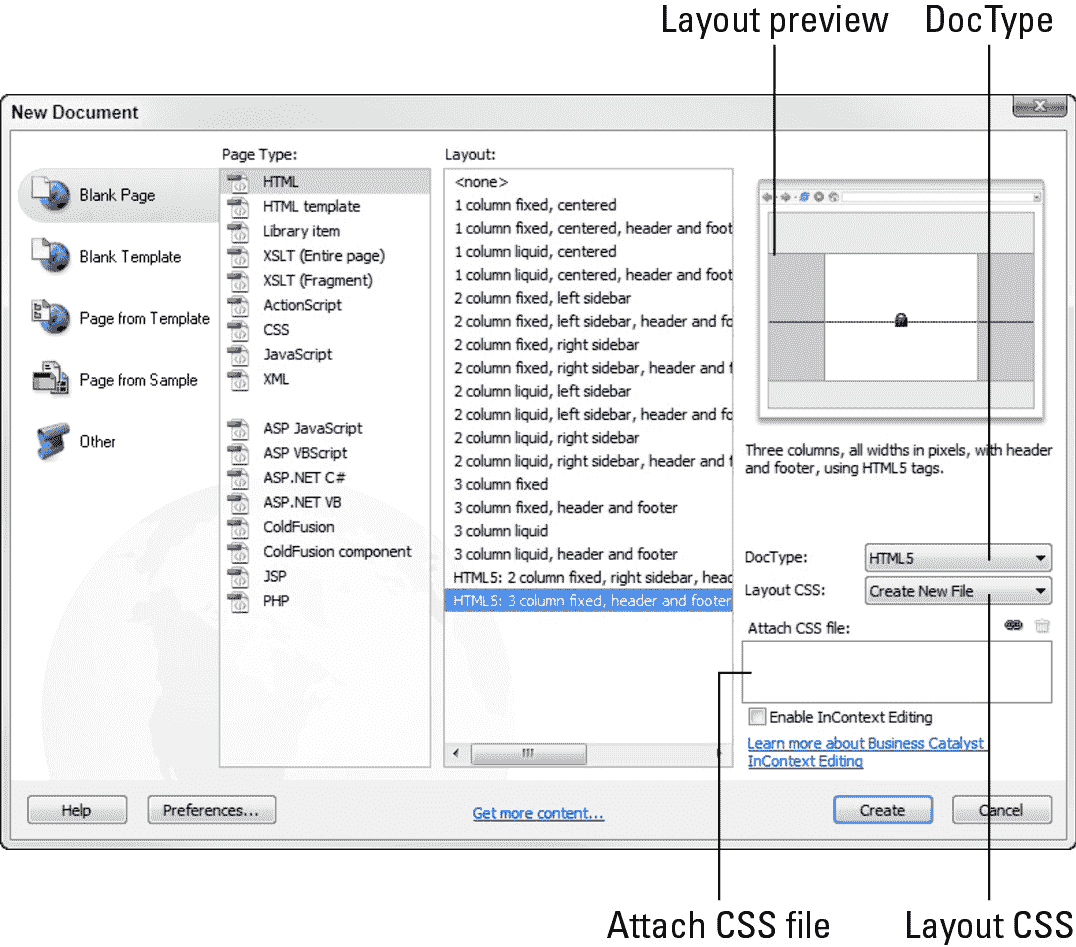 Layout preview DocType
New Document
Page Type:
Layout:
Blank Page
Blank Template
Page from Template
Page from Sample
Other
HTML
HTML template
Library item
XSLT (Entire page)
XSLT (Fragment)
ActionScript
CSS
JavaScript
XML
ASP JavaScript
ASP VBScript
ASP.NET C#
ASP.NET VB
ColdFusion
ColdFusion component
JSP
PHP
<none>
1 column fixed, centered
1 column fixed, centered, header and foot
1 column liquid, centered
1 column liquid, centered, header and foot
2 column fixed, left sidebar
2 column fixed, left sidebar, header and fo
2 column fixed, right sidebar
2 column fixed, right sidebar, header and f
2 column liquid, left sidebar
2 column liquid, left sidebar, header and fo
2 column liquid, right sidebar
2 column liquid, right sidebar, header and f
3 column fixed
3 column fixed, header and footer
3 column liquid
3 column liquid, header and footer
HTML5: 2 column fixed, right sidebar, head
HTML5: 3 column fixed, header and footer
Three columns, all widths in pixels, with header
and footer, using HTML5 tags.
DocType: HTML5
Layout CSS: Create New File
Attach CSS file:
Enable InContext Editing
Learn more about Business Catalyst
InContext Editing
Help
Preferences...
Get more content...
Create
Cancel
Attach CSS file Layout CSS